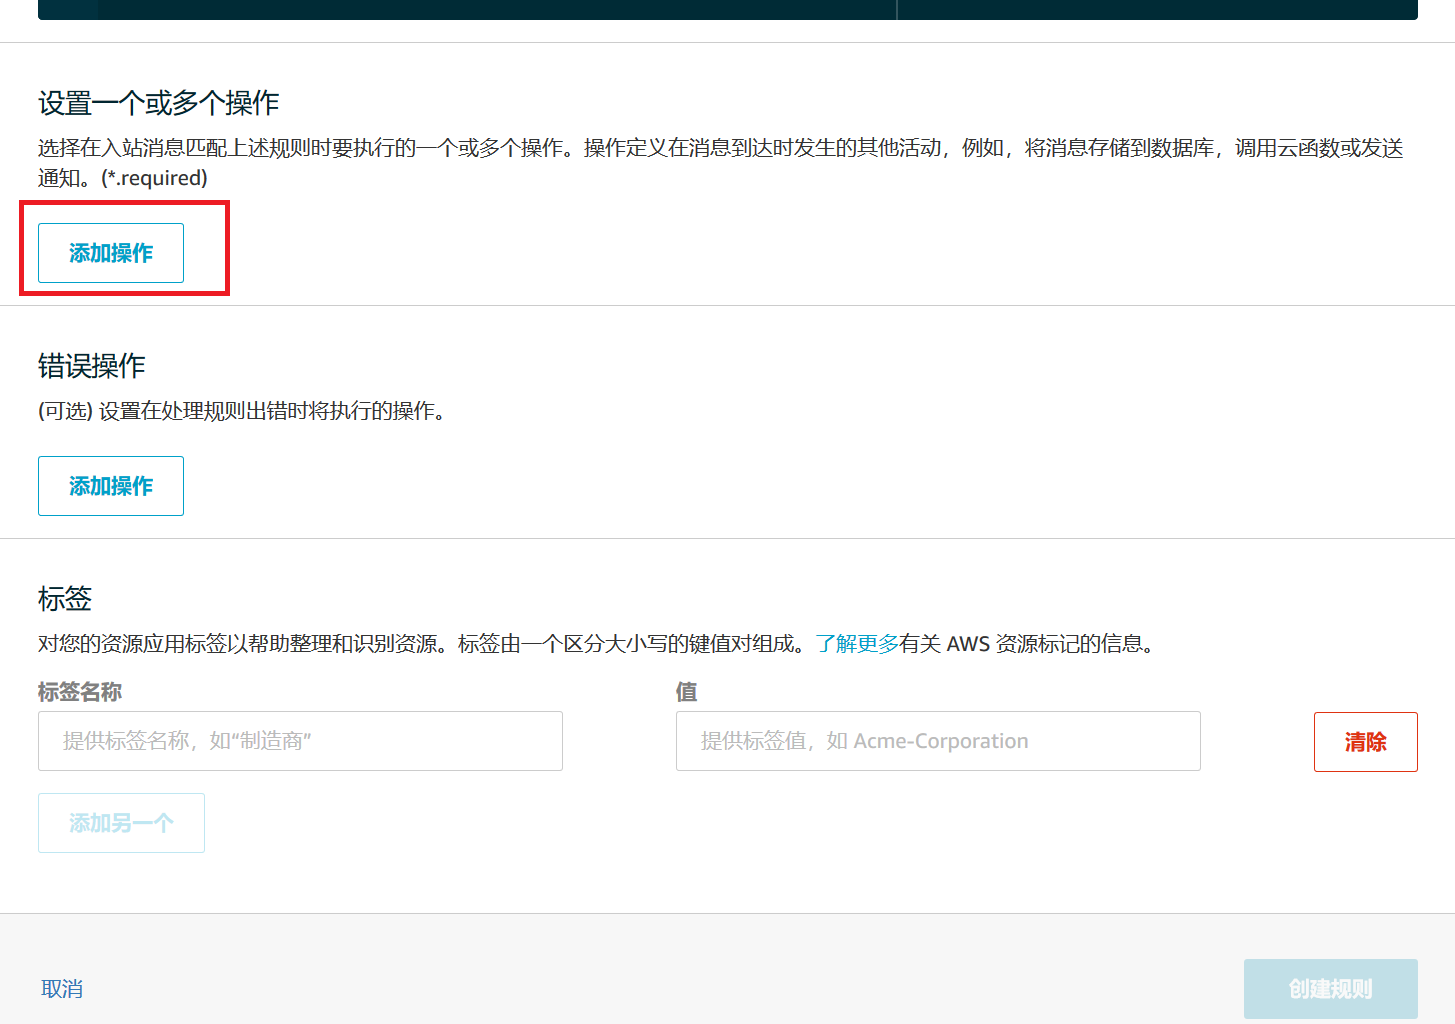 设置一个或多个操作
选择在入站消息匹配上述规则时要执行的一个或多个操作。操作定义在消息到达时发生的其他活动，例如，将消息存储到数据库，调用云函数或发送
通知。(*.required)
添加操作
错误操作
(可选) 设置在处理规则出错时将执行的操作。
添加操作
标签
对您的资源应用标签以帮助整理和识别资源。标签由一个区分大小写的键值对组成。了解更多有关 AWS 资源标记的信息。
标签名称 值
提供标签名称，如“制造商” 提供标签值，如 Acme-Corporation 清除
添加另一个
取消 创建规则